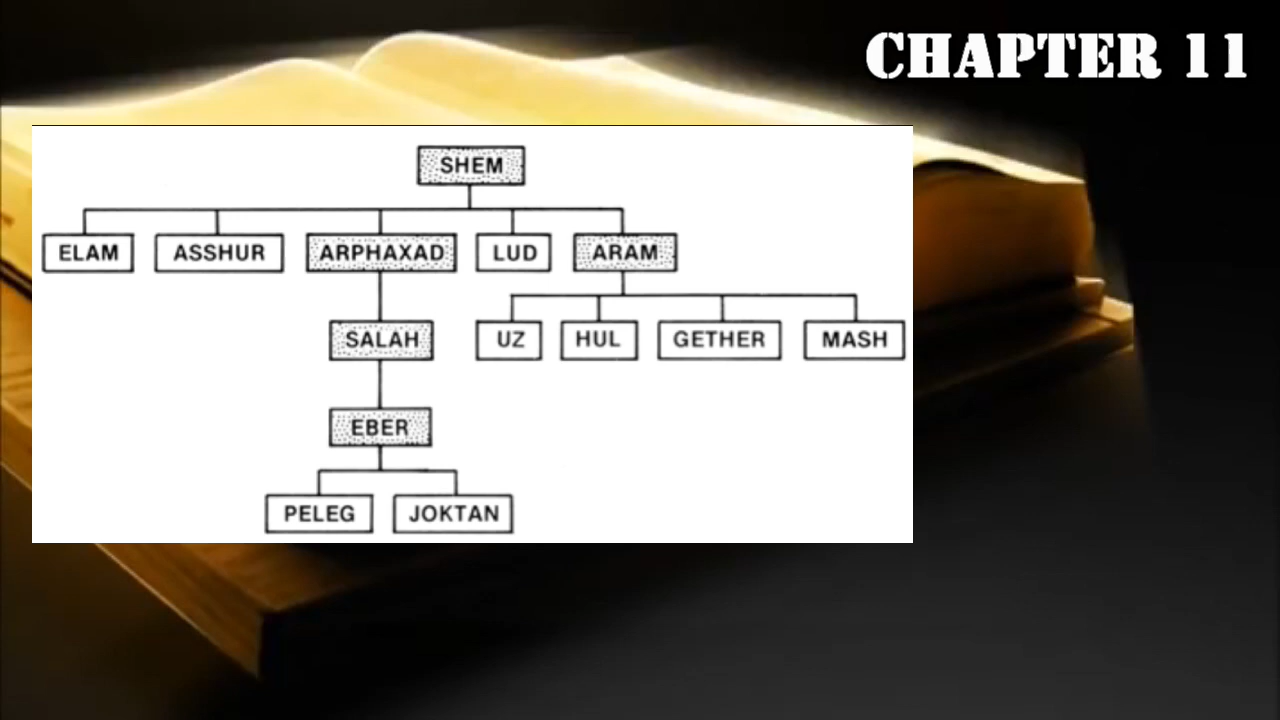 CHAPTER 11
SHEM
ELAM ASSHUR ARPHAXAD LUD ARAM
SALAH UZ HUL GETHER MASH
EBER
PELEG JOKTAN